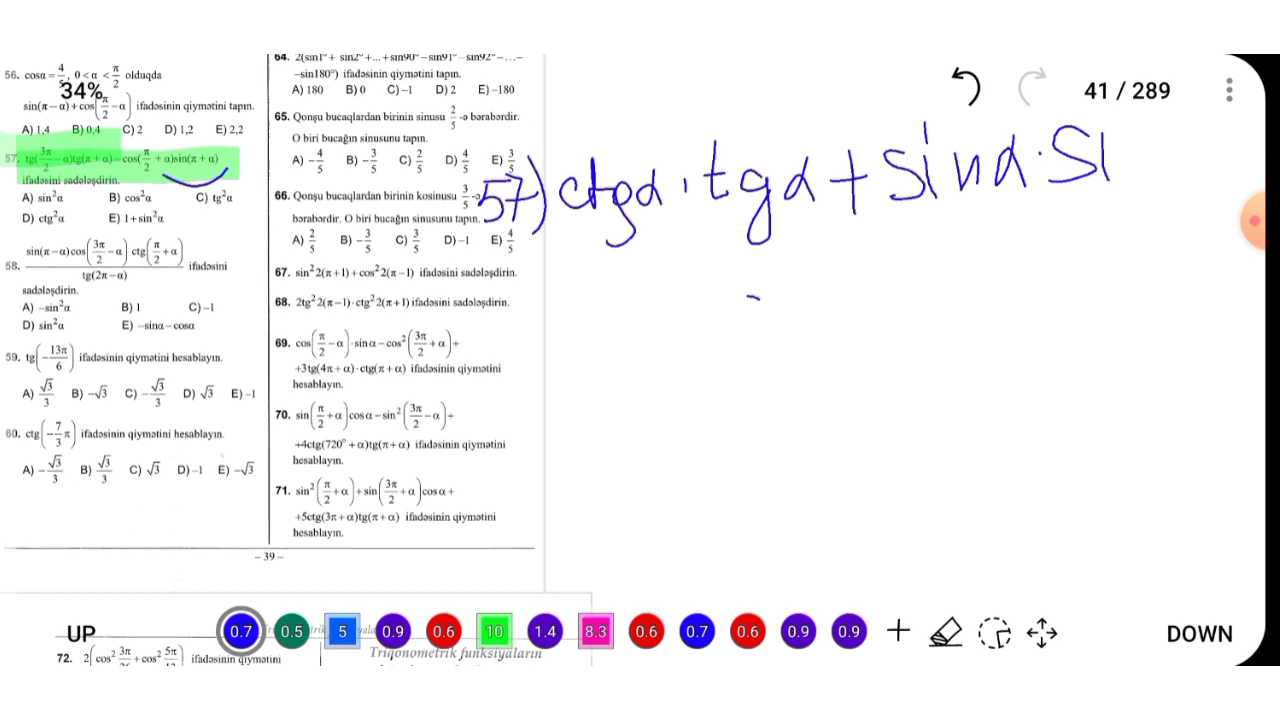 56. cosα = 4/5, 0 < α < π/2 olduqda
34%
sin(π − α) + cos(π/2 − α) ifadəsinin qiymətini tapın.
A) 1,4 B) 0,4 C) 2 D) 1,2 E) 2,2
57. tg(3π/2 − α)tg(π + α) − cos(π/2 + α)sin(π + α)
ifadəsini sadələşdirin.
A) sin²α B) cos²α C) tg²α
D) ctg²α E) 1 + sin²α
58. sin(π − α)cos(3π/2 − α) ctg(π/2 + α) / tg(2π − α) ifadəsini
sadələşdirin.
A) −sin²α B) 1 C) −1
D) sin²α E) −sinα − cosα
59. tg(−13π/6) ifadəsinin qiymətini hesablayın.
A) √3/3 B) −√3 C) −√3/3 D) √3 E) −1
60. ctg(−7/3 π) ifadəsinin qiymətini hesablayın.
A) −√3/3 B) √3/3 C) √3 D) −1 E) −√3
64. 2(sin1° + sin2° + ... + sin90° − sin91° − sin92° − ... −
−sin180°) ifadəsinin qiymətini tapın.
A) 180 B) 0 C) −1 D) 2 E) −180
65. Qonşu bucaqlardan birinin sinusu 2/5 -ə bərabərdir.
O biri bucağın sinusunu tapın.
A) −4/5 B) −3/5 C) 2/5 D) 4/5 E) 3/5
66. Qonşu bucaqlardan birinin kosinusu 3/5 -ə
bərabərdir. O biri bucağın sinusunu tapın.
A) 2/5 B) −3/5 C) 3/5 D) −1 E) 4/5
67. sin²2(π + 1) + cos²2(π − 1) ifadəsini sadələşdirin.
68. 2tg²2(π − 1) · ctg²2(π + 1) ifadəsini sadələşdirin.
69. cos(π/2 − α) · sinα − cos²(3π/2 + α) +
+3tg(4π + α) · ctg(π + α) ifadəsinin qiymətini
hesablayın.
70. sin(π/2 + α)cosα − sin²(3π/2 − α) +
+4ctg(720° + α)tg(π + α) ifadəsinin qiymətini
hesablayın.
71. sin²(π/2 + α) + sin(3π/2 + α)cosα +
+5ctg(3π + α)tg(π + α) ifadəsinin qiymətini
hesablayın.
– 39 –
57) ctgα · tgα + sinα · si
41 / 289
UP
0.7 0.5 5 0.9 0.6 10 1.4 8.3 0.6 0.7 0.6 0.9 0.9
DOWN
Triqonometrik funksiyaların
ifadəsinin qiymətini